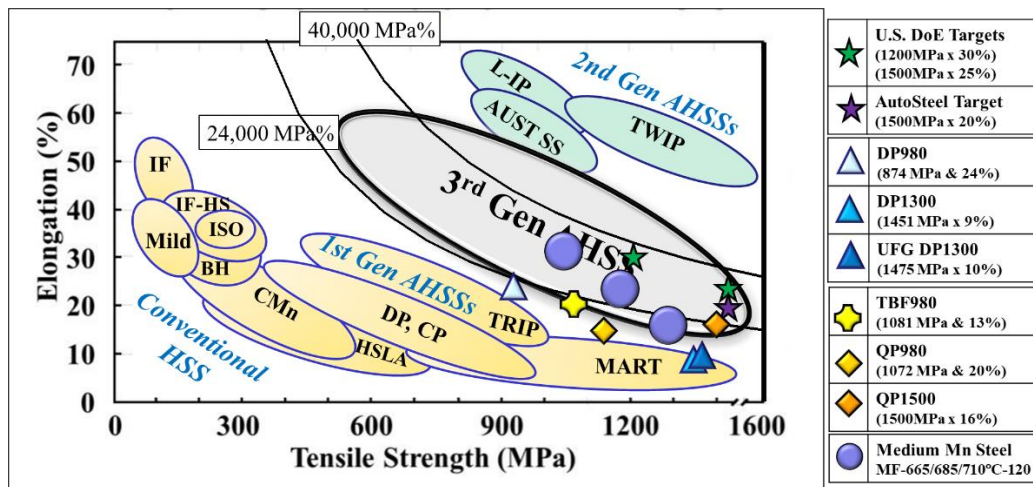 40,000 MPa%
24,000 MPa%
2nd Gen AHSSs
L-IP
AUST SS
TWIP
3rd Gen AHSS
IF
IF-HS
ISO
Mild
BH
1st Gen AHSSs
CMn
DP, CP
TRIP
HSLA
MART
Conventional
HSS
Elongation (%)
70
60
50
40
30
20
10
0
0
300
600
900
1200
1600
Tensile Strength (MPa)
U.S. DoE Targets
(1200MPa x 30%)
(1500MPa x 25%)
AutoSteel Target
(1500MPa x 20%)
DP980
(874 MPa & 24%)
DP1300
(1451 MPa x 9%)
UFG DP1300
(1475 MPa x 10%)
TBF980
(1081 MPa & 13%)
QP980
(1072 MPa & 20%)
QP1500
(1500MPa x 16%)
Medium Mn Steel
MF-665/685/710°C-120